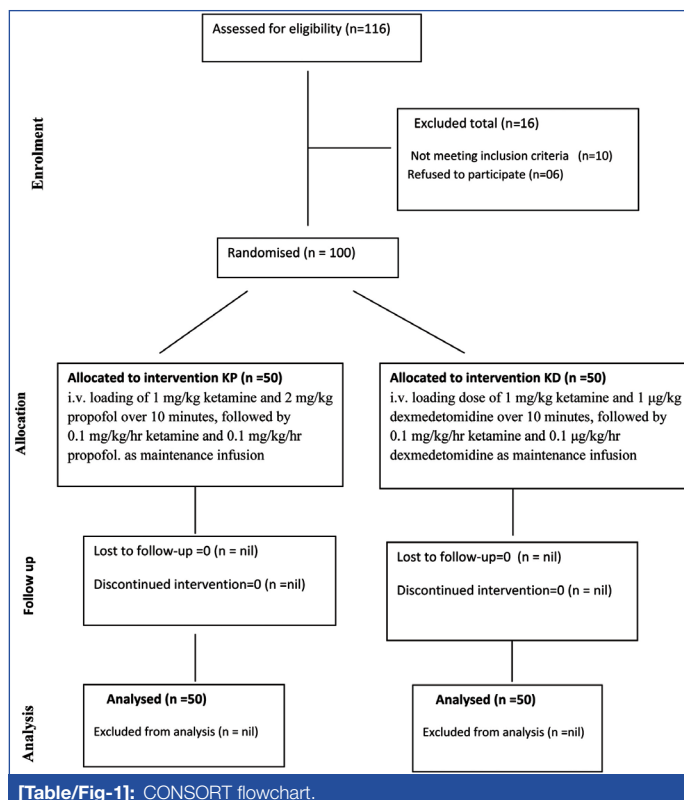 Assessed for eligibility (n=116)
Enrolment
Excluded total (n=16)
Not meeting inclusion criteria (n=10)
Refused to participate (n=06)
Randomised (n = 100)
Allocation
Allocated to intervention KP (n =50)
i.v. loading of 1 mg/kg ketamine and 2 mg/kg
propofol over 10 minutes, followed by
0.1 mg/kg/hr ketamine and 0.1 mg/kg/hr
propofol. as maintenance infusion
Allocated to intervention KD (n =50)
i.v. loading dose of 1 mg/kg ketamine and 1 µg/kg
dexmedetomidine over 10 minutes, followed by
0.1 mg/kg/hr ketamine and 0.1 µg/kg/hr
dexmedetomidine as maintenance infusion
Follow up
Lost to follow-up =0 (n = nil)
Discontinued intervention=0 (n =nil)
Lost to follow-up=0 (n = nil)
Discontinued intervention=0 (n = nil)
Analysis
Analysed (n =50)
Excluded from analysis (n = nil)
Analysed (n =50)
Excluded from analysis (n =nil)
[Table/Fig-1]: CONSORT flowchart.